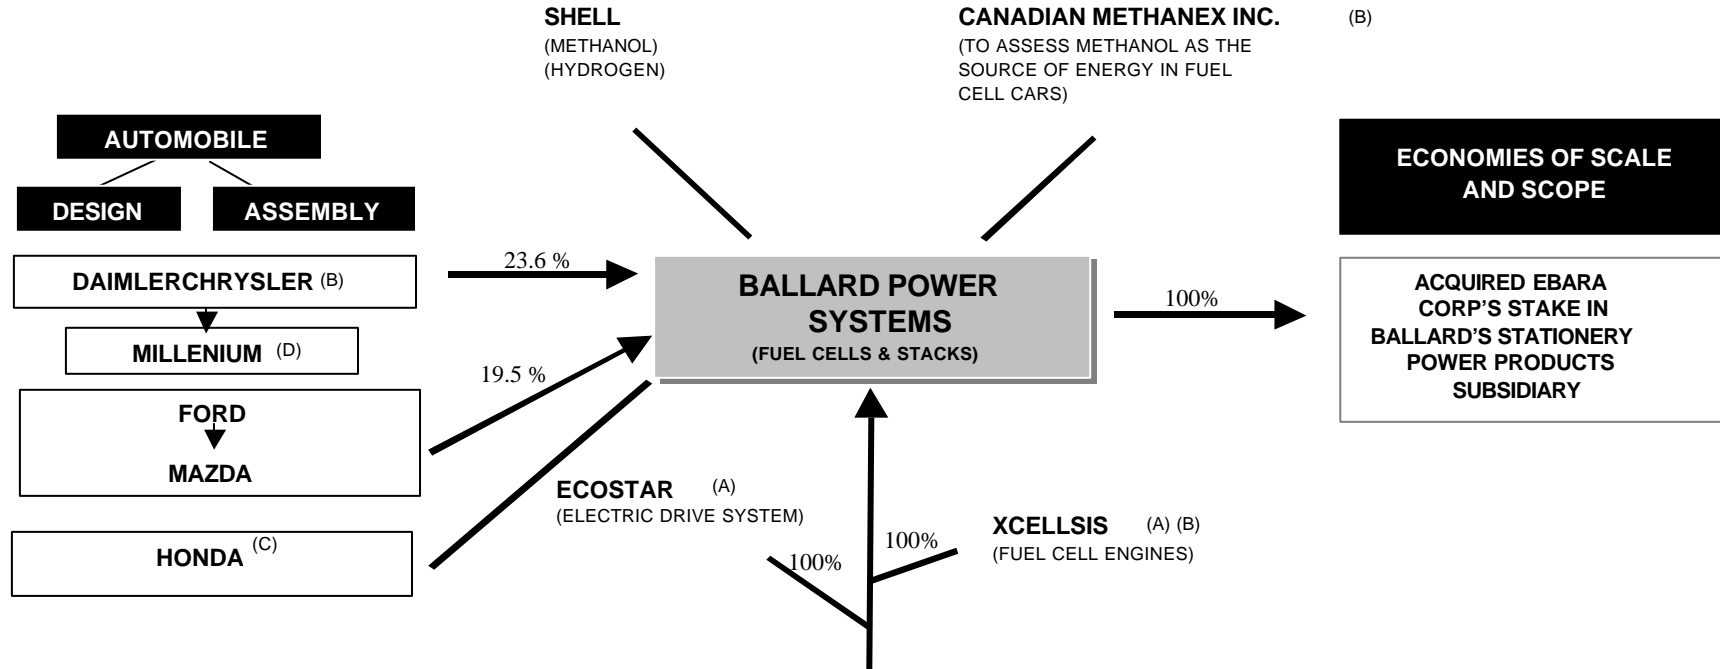 SHELL
(METHANOL)
(HYDROGEN)
CANADIAN METHANEX INC. (B)
(TO ASSESS METHANOL AS THE
SOURCE OF ENERGY IN FUEL
CELL CARS)
AUTOMOBILE
DESIGN
ASSEMBLY
DAIMLERCHRYSLER (B)
MILLENIUM (D)
FORD
MAZDA
HONDA (C)
23.6 %
19.5 %
BALLARD POWER
SYSTEMS
(FUEL CELLS & STACKS)
100%
ECONOMIES OF SCALE
AND SCOPE
ACQUIRED EBARA
CORP’S STAKE IN
BALLARD’S STATIONERY
POWER PRODUCTS
SUBSIDIARY
ECOSTAR (A)
(ELECTRIC DRIVE SYSTEM)
100%
XCELLSIS (A) (B)
(FUEL CELL ENGINES)
100%